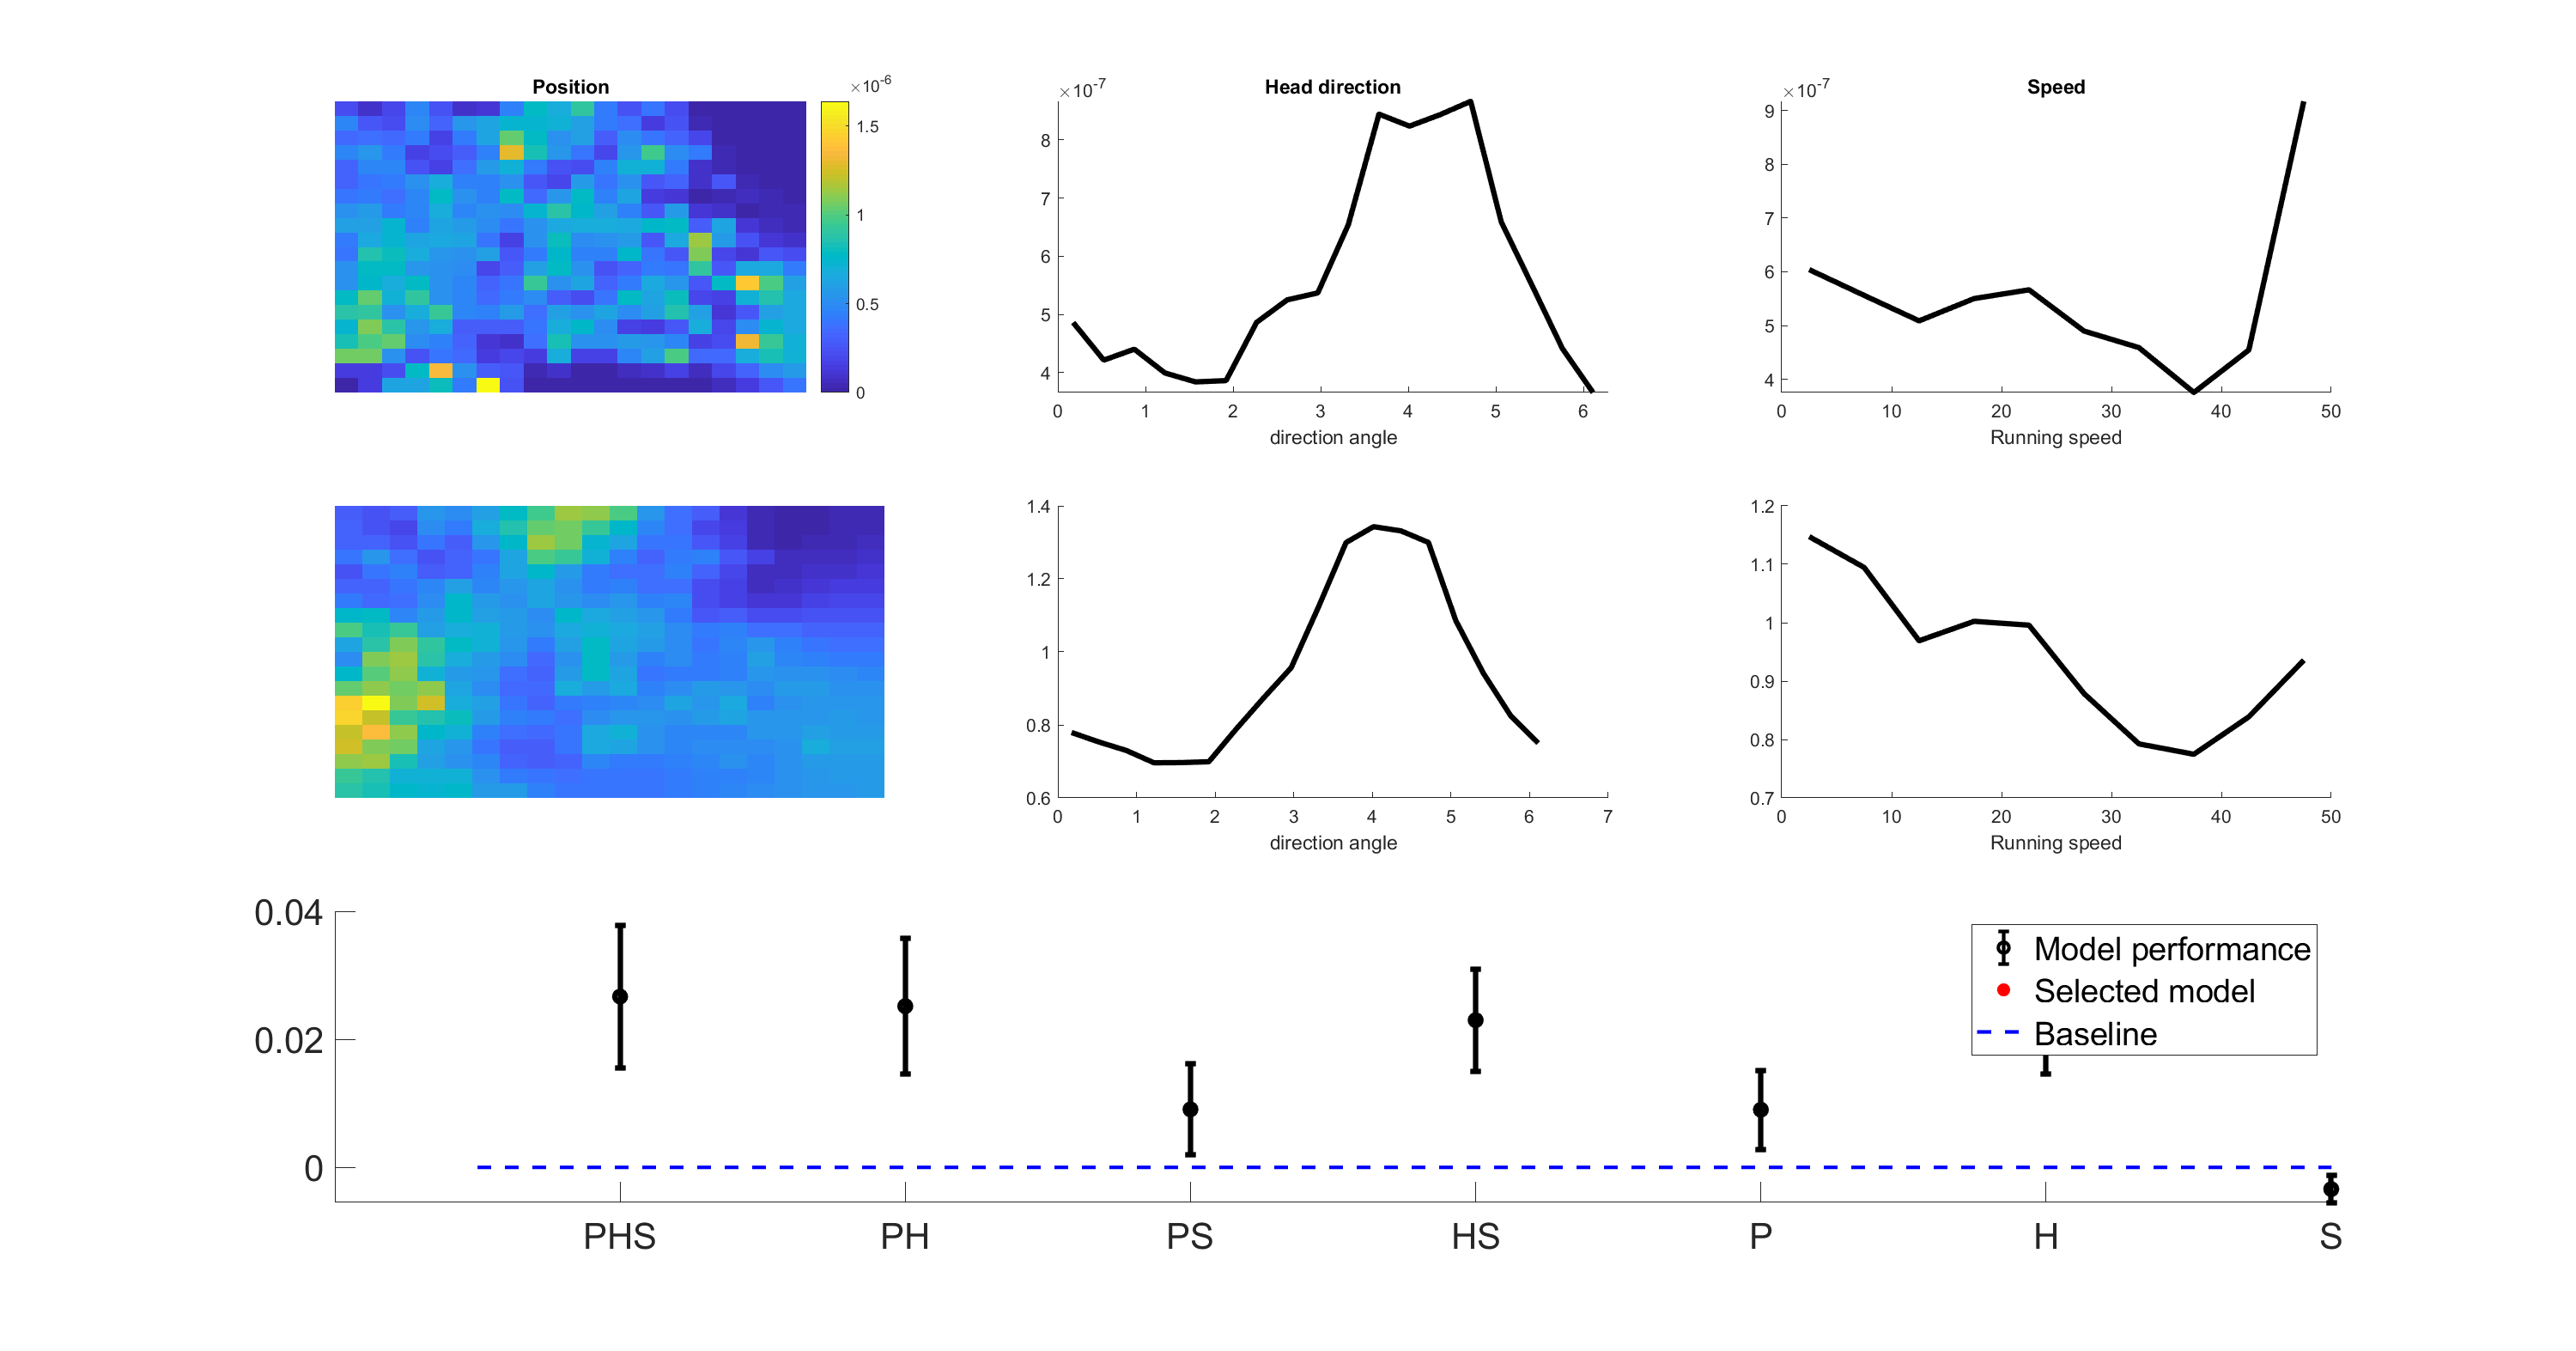 Position
×10-6
1.5
1
0.5
0
Head direction
×10-7
8
7
6
5
4
0 1 2 3 4 5 6
direction angle
Speed
×10-7
9
8
7
6
5
4
0 10 20 30 40 50
Running speed
1.4
1.2
1
0.8
0.6
0 1 2 3 4 5 6 7
direction angle
1.2
1.1
1
0.9
0.8
0.7
0 10 20 30 40 50
Running speed
0.04
0.02
0
Model performance
Selected model
Baseline
PHS PH PS HS P H S